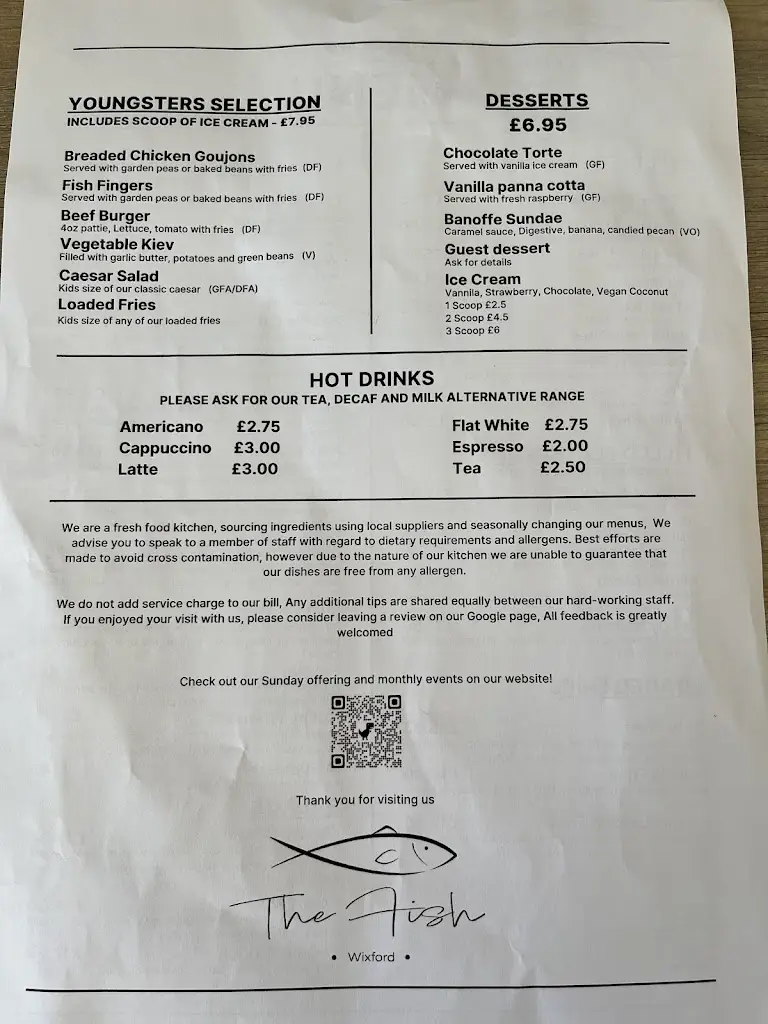 YOUNGSTERS SELECTION
INCLUDES SCOOP OF ICE CREAM - £7.95
Breaded Chicken Goujons
Served with garden peas or baked beans with fries (DF)
Fish Fingers
Served with garden peas or baked beans with fries (DF)
Beef Burger
4oz pattie, Lettuce, tomato with fries (DF)
Vegetable Kiev
Filled with garlic butter, potatoes and green beans (V)
Caesar Salad
Kids size of our classic caesar (GFA/DFA)
Loaded Fries
Kids size of any of our loaded fries
DESSERTS
£6.95
Chocolate Torte
Served with vanilla ice cream (GF)
Vanilla panna cotta
Served with fresh raspberry (GF)
Banoffe Sundae
Caramel sauce, Digestive, banana, candied pecan (VO)
Guest dessert
Ask for details
Ice Cream
Vannila, Strawberry, Chocolate, Vegan Coconut
1 Scoop £2.5
2 Scoop £4.5
3 Scoop £6
HOT DRINKS
PLEASE ASK FOR OUR TEA, DECAF AND MILK ALTERNATIVE RANGE
Americano £2.75
Cappuccino £3.00
Latte £3.00
Flat White £2.75
Espresso £2.00
Tea £2.50
We are a fresh food kitchen, sourcing ingredients using local suppliers and seasonally changing our menus, We
advise you to speak to a member of staff with regard to dietary requirements and allergens. Best efforts are
made to avoid cross contamination, however due to the nature of our kitchen we are unable to guarantee that
our dishes are free from any allergen.
We do not add service charge to our bill, Any additional tips are shared equally between our hard-working staff.
If you enjoyed your visit with us, please consider leaving a review on our Google page, All feedback is greatly
welcomed
Check out our Sunday offering and monthly events on our website!
Thank you for visiting us
The Fish
• Wixford •